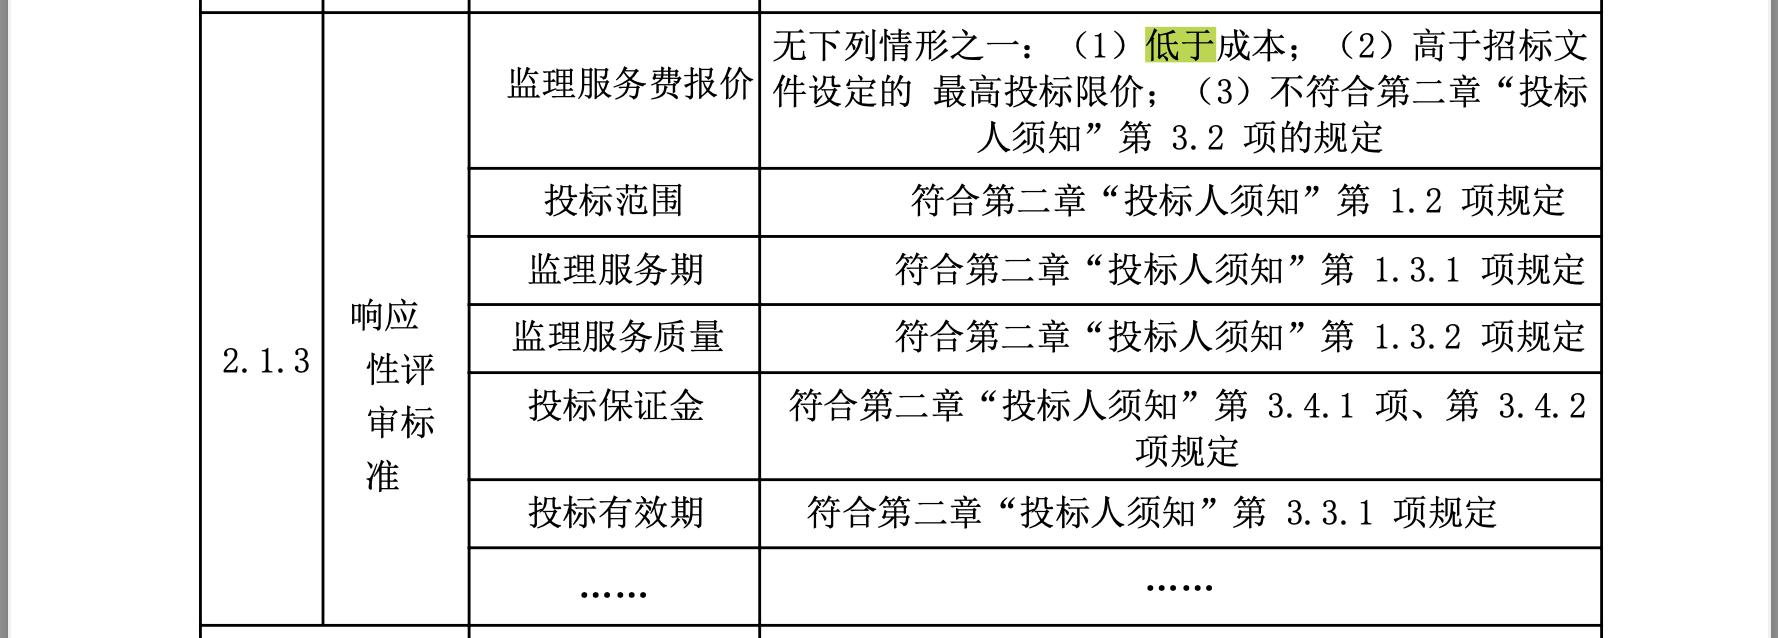 监理服务费报价
无下列情形之一：（1）低于成本；（2）高于招标文
件设定的 最高投标限价；（3）不符合第二章“投标
人须知”第 3.2 项的规定
投标范围
符合第二章“投标人须知”第 1.2 项规定
监理服务期
符合第二章“投标人须知”第 1.3.1 项规定
2.1.3
响应
性评
审标
准
监理服务质量
符合第二章“投标人须知”第 1.3.2 项规定
投标保证金
符合第二章“投标人须知”第 3.4.1 项、第 3.4.2
项规定
投标有效期
符合第二章“投标人须知”第 3.3.1 项规定
……
……